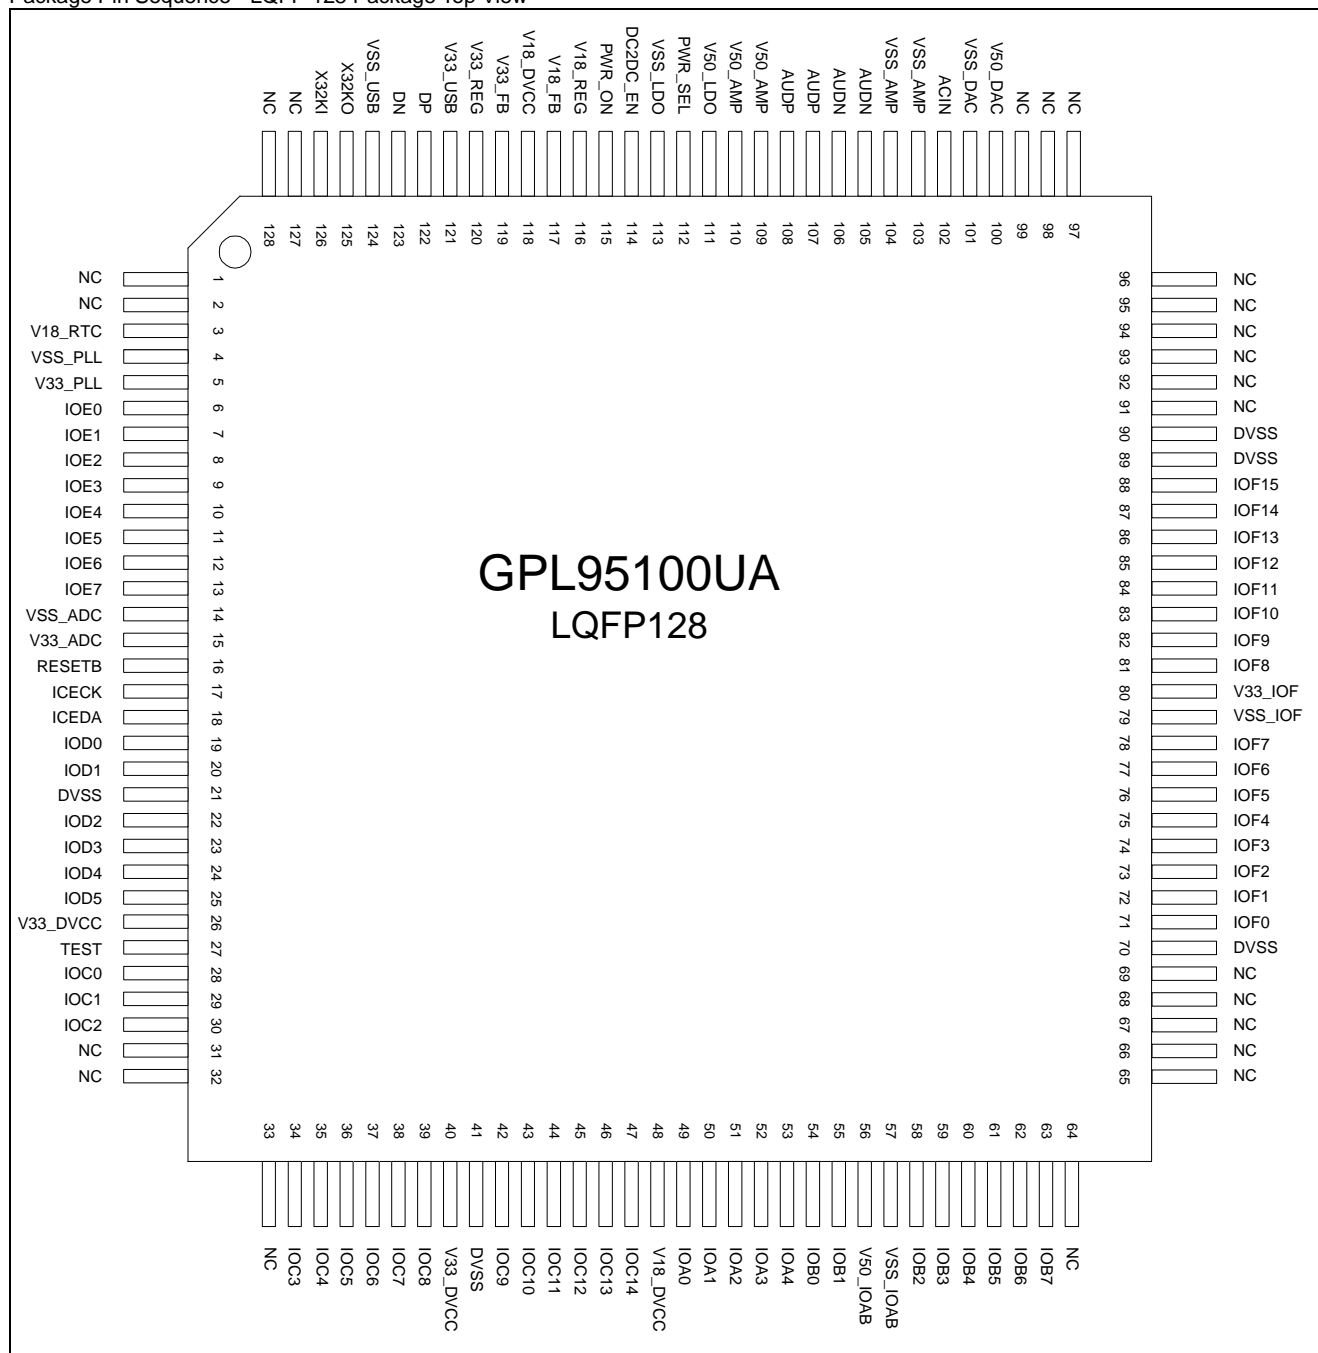 Package Pin Sequence - LQFP 128 Package Top View
NC NC X32KI X32KO VSS_USB DN DP V33_USB V33_REG V33_FB V18_DVCC V18_FB V18_REG PWR_ON DC2DC_EN VSS_LDO PWR_SEL V50_LDO V50_AMP V50_AMP AUDP AUDP AUDN AUDN VSS_AMP VSS_AMP ACIN VSS_DAC V50_DAC NC NC NC
128 127 126 125 124 123 122 121 120 119 118 117 116 115 114 113 112 111 110 109 108 107 106 105 104 103 102 101 100 99 98 97
NC 1 96 NC
NC 2 95 NC
V18_RTC 3 94 NC
VSS_PLL 4 93 NC
V33_PLL 5 92 NC
IOE0 6 91 NC
IOE1 7 90 DVSS
IOE2 8 89 DVSS
IOE3 9 88 IOF15
IOE4 10 87 IOF14
IOE5 11 86 IOF13
IOE6 12 85 IOF12
IOE7 13 84 IOF11
VSS_ADC 14 83 IOF10
V33_ADC 15 82 IOF9
RESETB 16 81 IOF8
ICECK 17 80 V33_IOF
ICEDA 18 79 VSS_IOF
IOD0 19 78 IOF7
IOD1 20 77 IOF6
DVSS 21 76 IOF5
IOD2 22 75 IOF4
IOD3 23 74 IOF3
IOD4 24 73 IOF2
IOD5 25 72 IOF1
V33_DVCC 26 71 IOF0
TEST 27 70 DVSS
IOC0 28 69 NC
IOC1 29 68 NC
IOC2 30 67 NC
NC 31 66 NC
NC 32 65 NC
GPL95100UA
LQFP128
33 34 35 36 37 38 39 40 41 42 43 44 45 46 47 48 49 50 51 52 53 54 55 56 57 58 59 60 61 62 63 64
NC IOC3 IOC4 IOC5 IOC6 IOC7 IOC8 V33_DVCC DVSS IOC9 IOC10 IOC11 IOC12 IOC13 IOC14 V18_DVCC IOA0 IOA1 IOA2 IOA3 IOA4 IOB0 IOB1 V50_IOAB VSS_IOAB IOB2 IOB3 IOB4 IOB5 IOB6 IOB7 NC